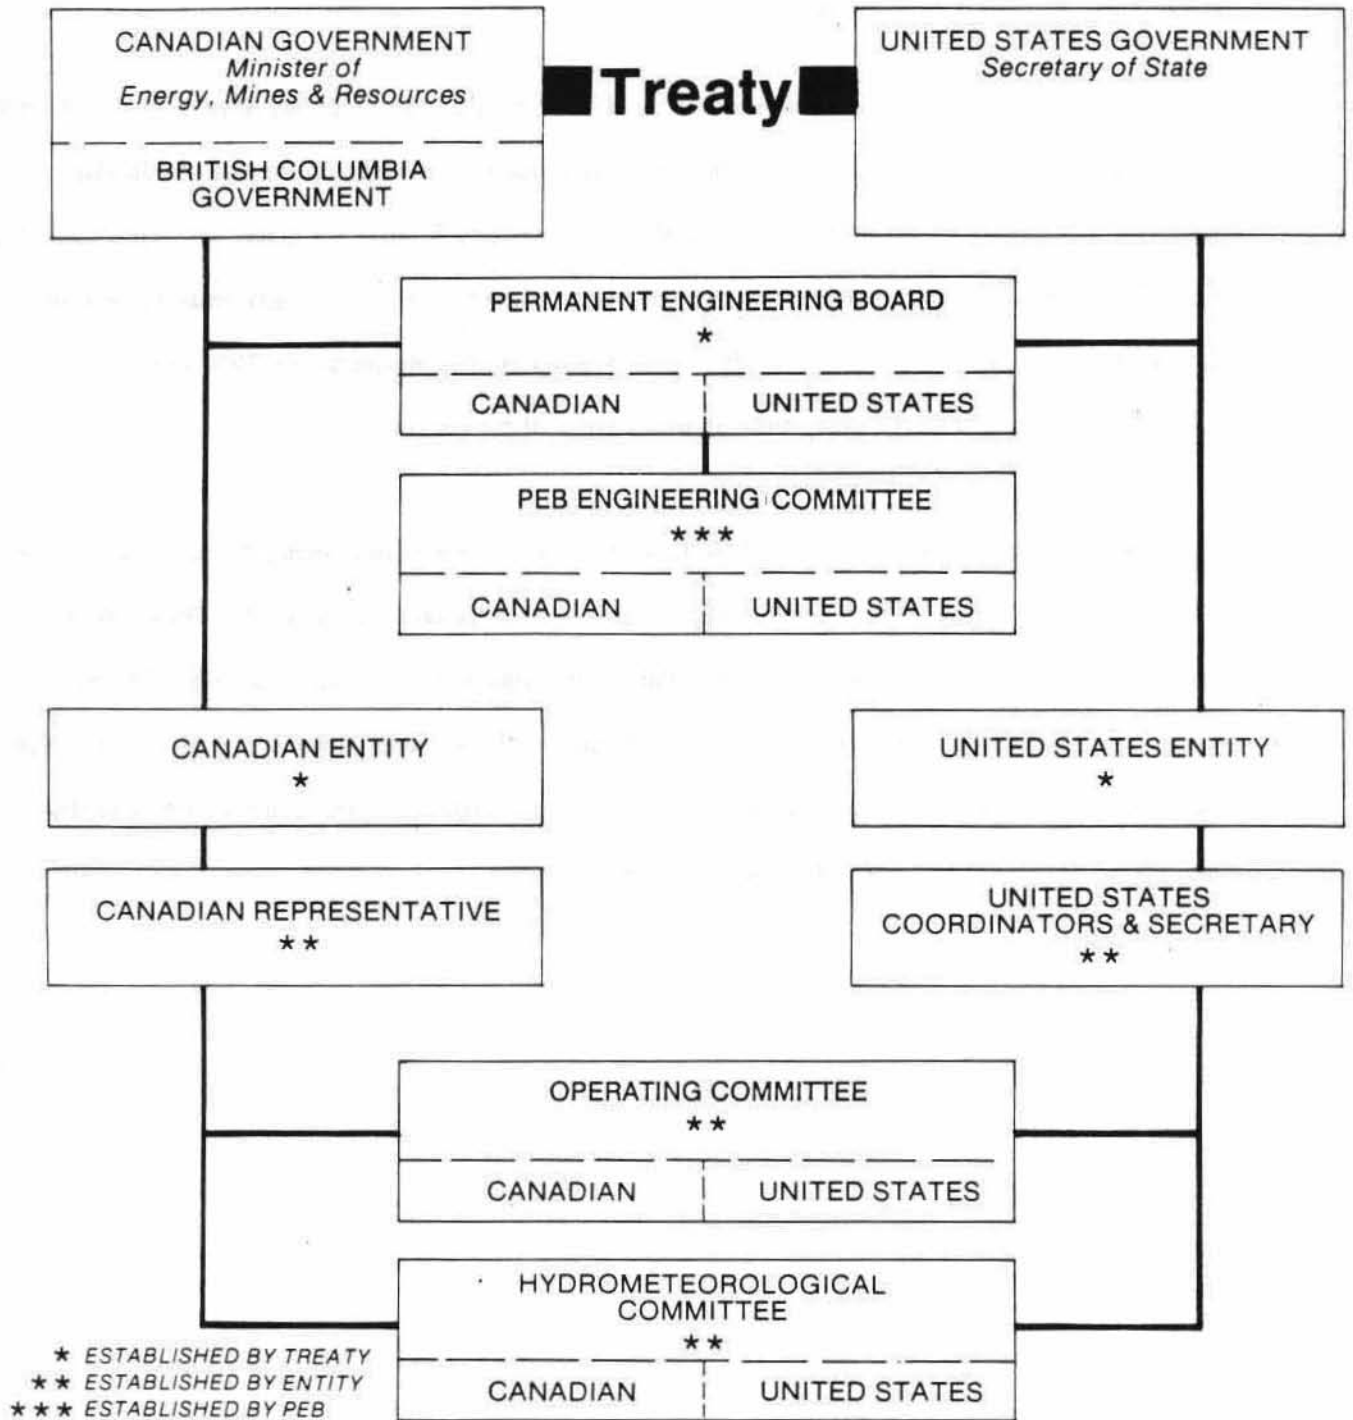 CANADIAN GOVERNMENT
Minister of
Energy, Mines & Resources
BRITISH COLUMBIA
GOVERNMENT
Treaty
UNITED STATES GOVERNMENT
Secretary of State
PERMANENT ENGINEERING BOARD
*
CANADIAN
UNITED STATES
PEB ENGINEERING COMMITTEE
***
CANADIAN
UNITED STATES
CANADIAN ENTITY
*
UNITED STATES ENTITY
*
CANADIAN REPRESENTATIVE
**
UNITED STATES
COORDINATORS & SECRETARY
**
OPERATING COMMITTEE
**
CANADIAN
UNITED STATES
HYDROMETEOROLOGICAL
COMMITTEE
**
CANADIAN
UNITED STATES
* ESTABLISHED BY TREATY
** ESTABLISHED BY ENTITY
*** ESTABLISHED BY PEB